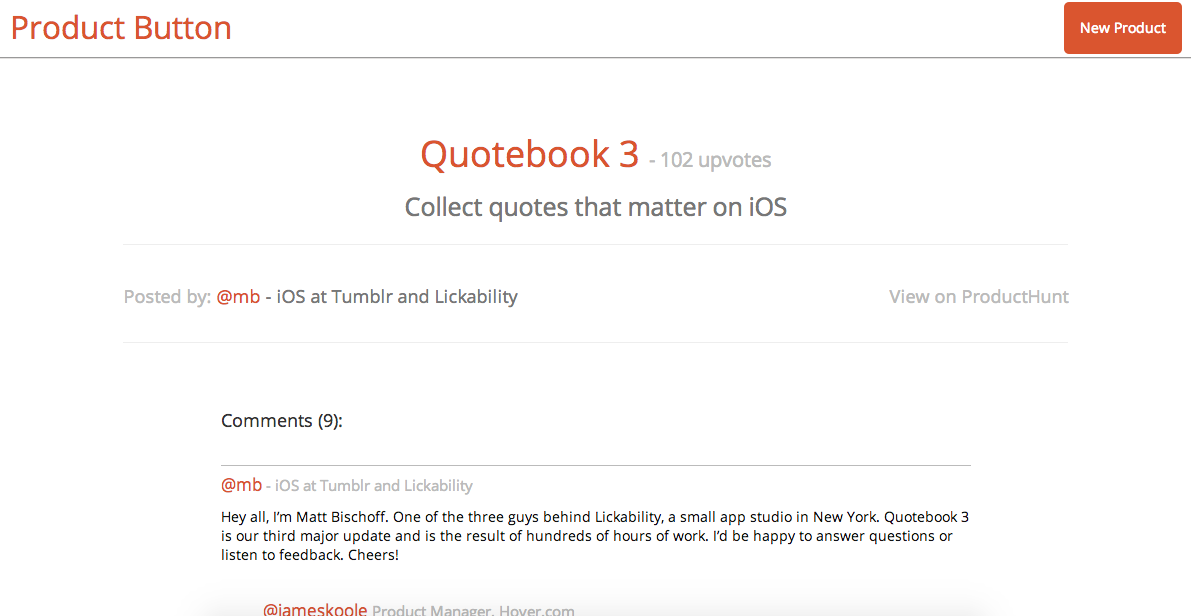 Product Button
New Product
Quotebook 3 - 102 upvotes
Collect quotes that matter on iOS
Posted by: @mb - iOS at Tumblr and Lickability
View on ProductHunt
Comments (9):
@mb - iOS at Tumblr and Lickability
Hey all, I’m Matt Bischoff. One of the three guys behind Lickability, a small app studio in New York. Quotebook 3
is our third major update and is the result of hundreds of hours of work. I’d be happy to answer questions or
listen to feedback. Cheers!
@jameskoole Product Manager, Hover.com